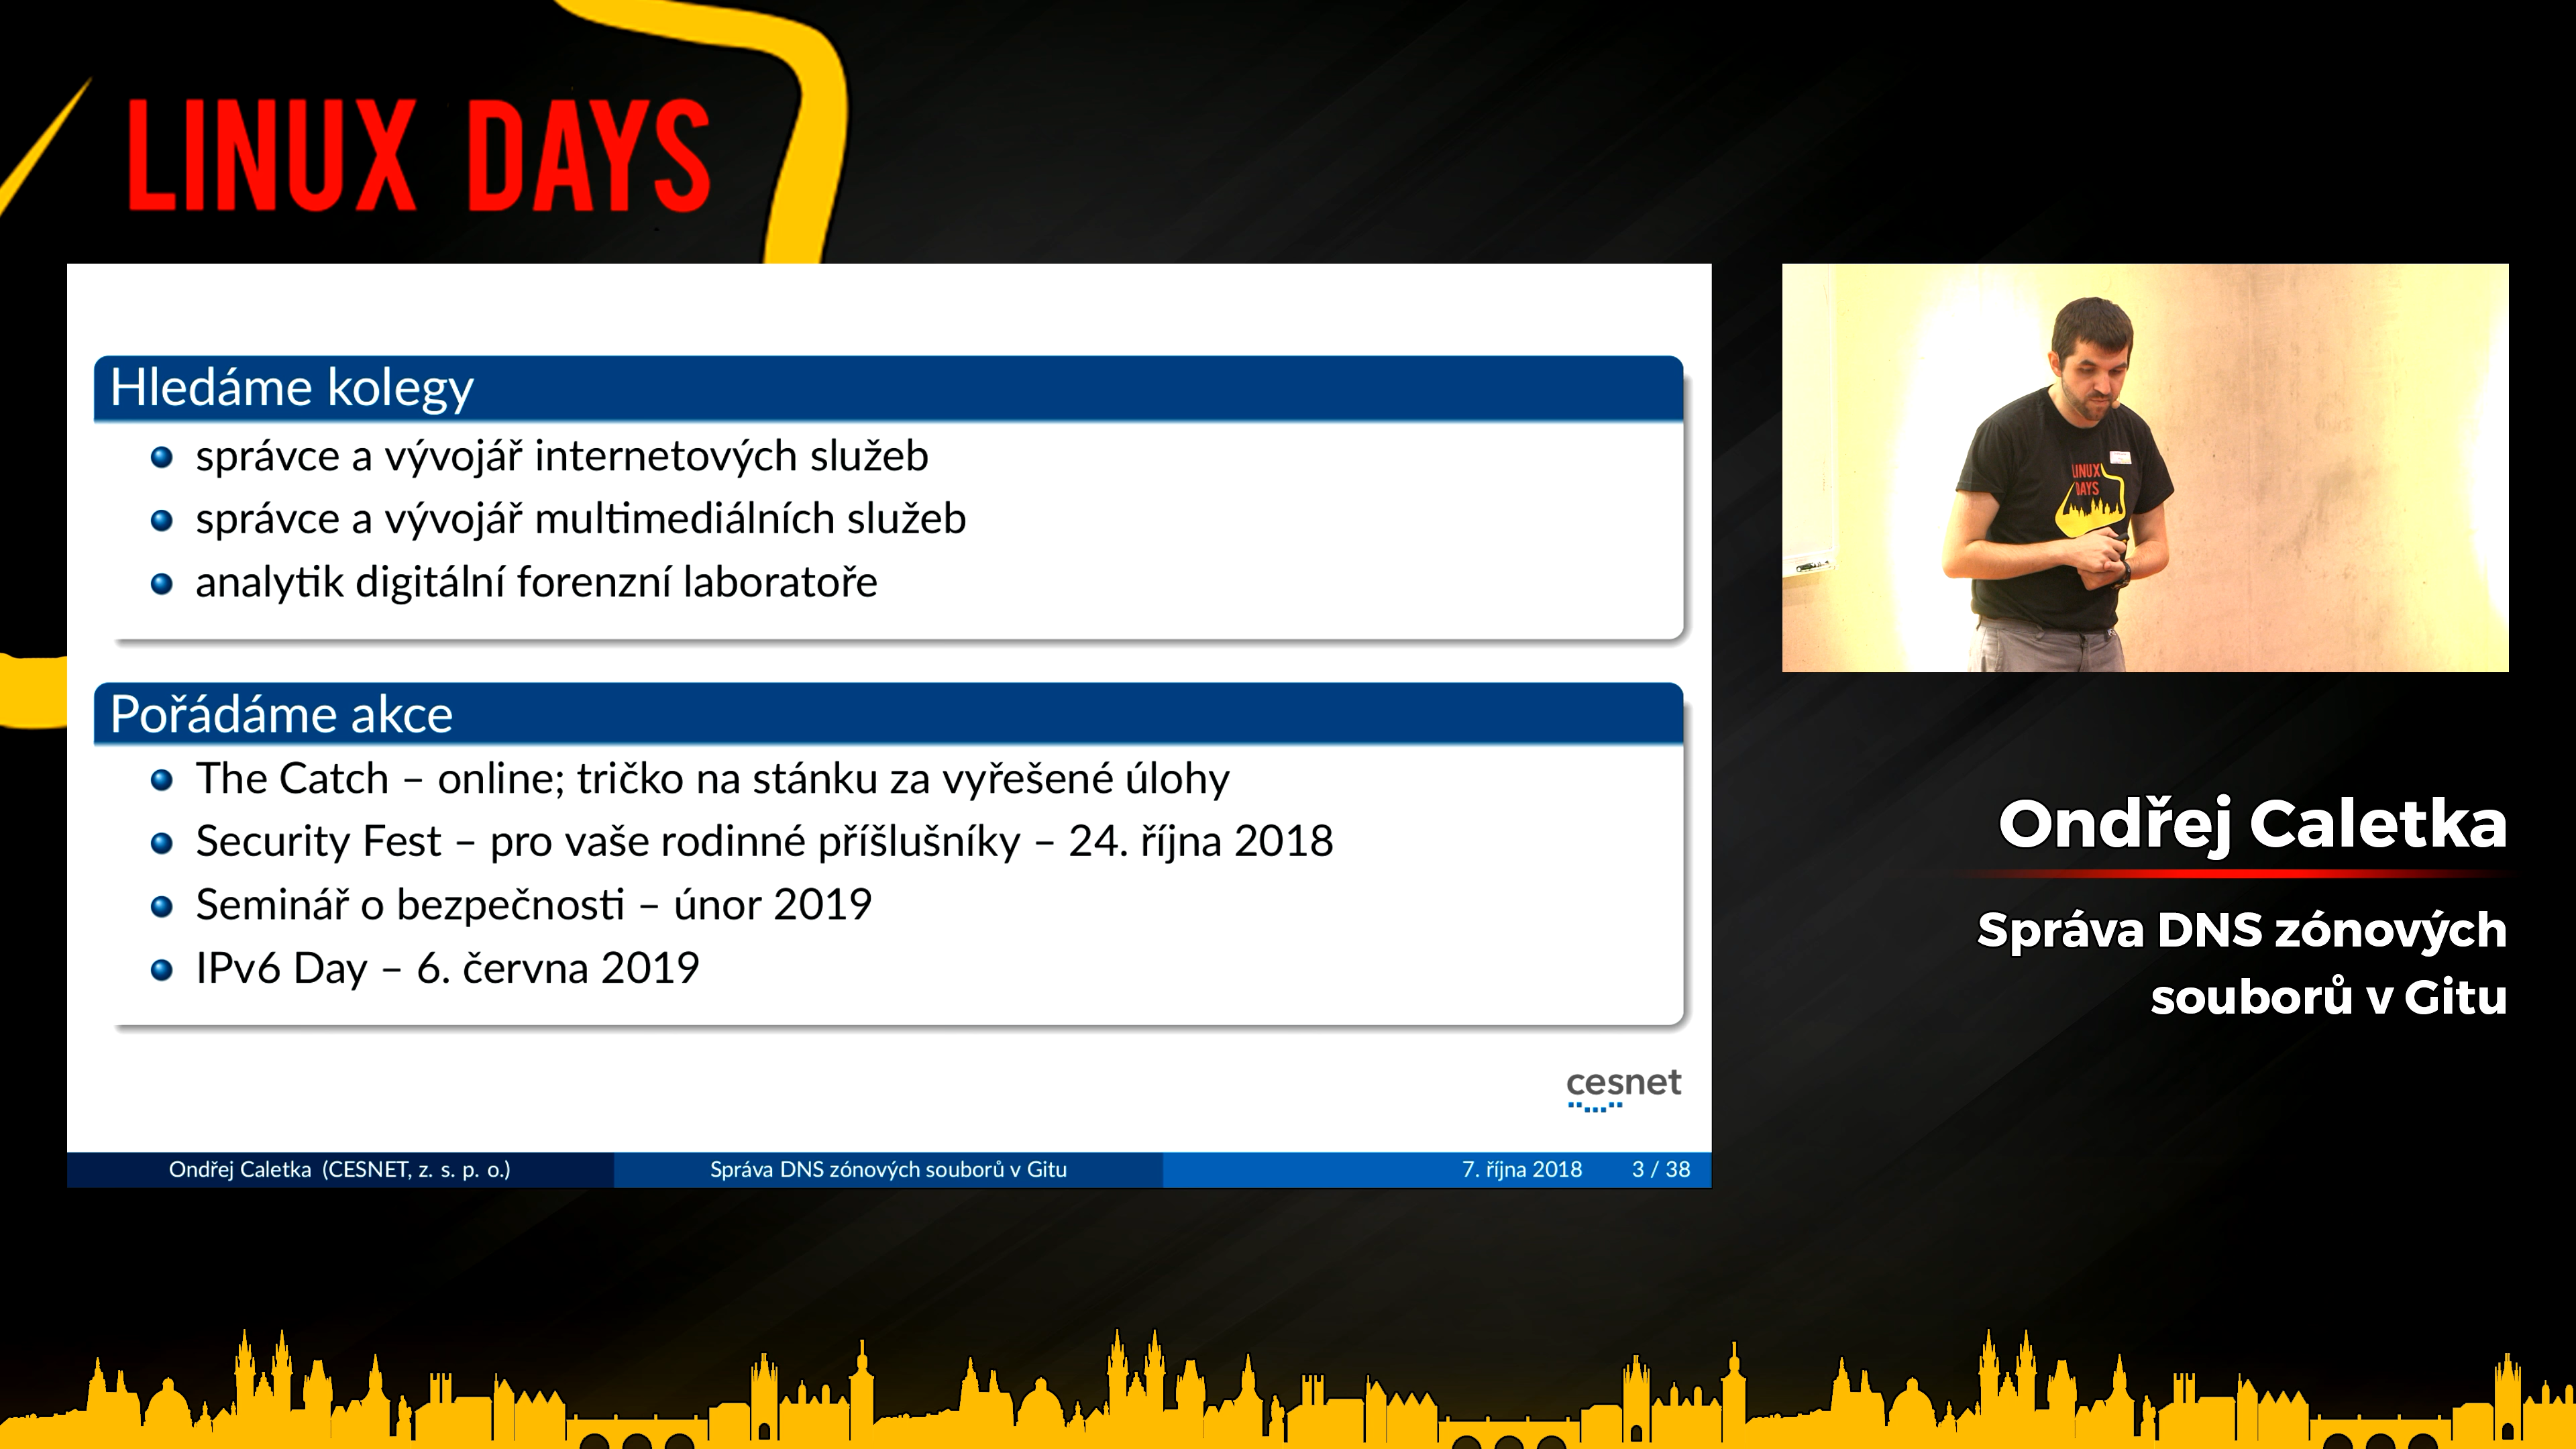 LINUX DAYS
Hledáme kolegy
správce a vývojář internetových služeb
správce a vývojář multimediálních služeb
analytik digitální forenzní laboratoře
Pořádáme akce
The Catch – online; tričko na stánku za vyřešené úlohy
Security Fest – pro vaše rodinné příšlušníky – 24. října 2018
Seminář o bezpečnosti – únor 2019
IPv6 Day – 6. června 2019
cesnet
Ondřej Caletka (CESNET, z. s. p. o.)
Správa DNS zónových souborů v Gitu
7. října 2018
3 / 38
LINUX
DAYS
Ondřej Caletka
Správa DNS zónových
souborů v Gitu